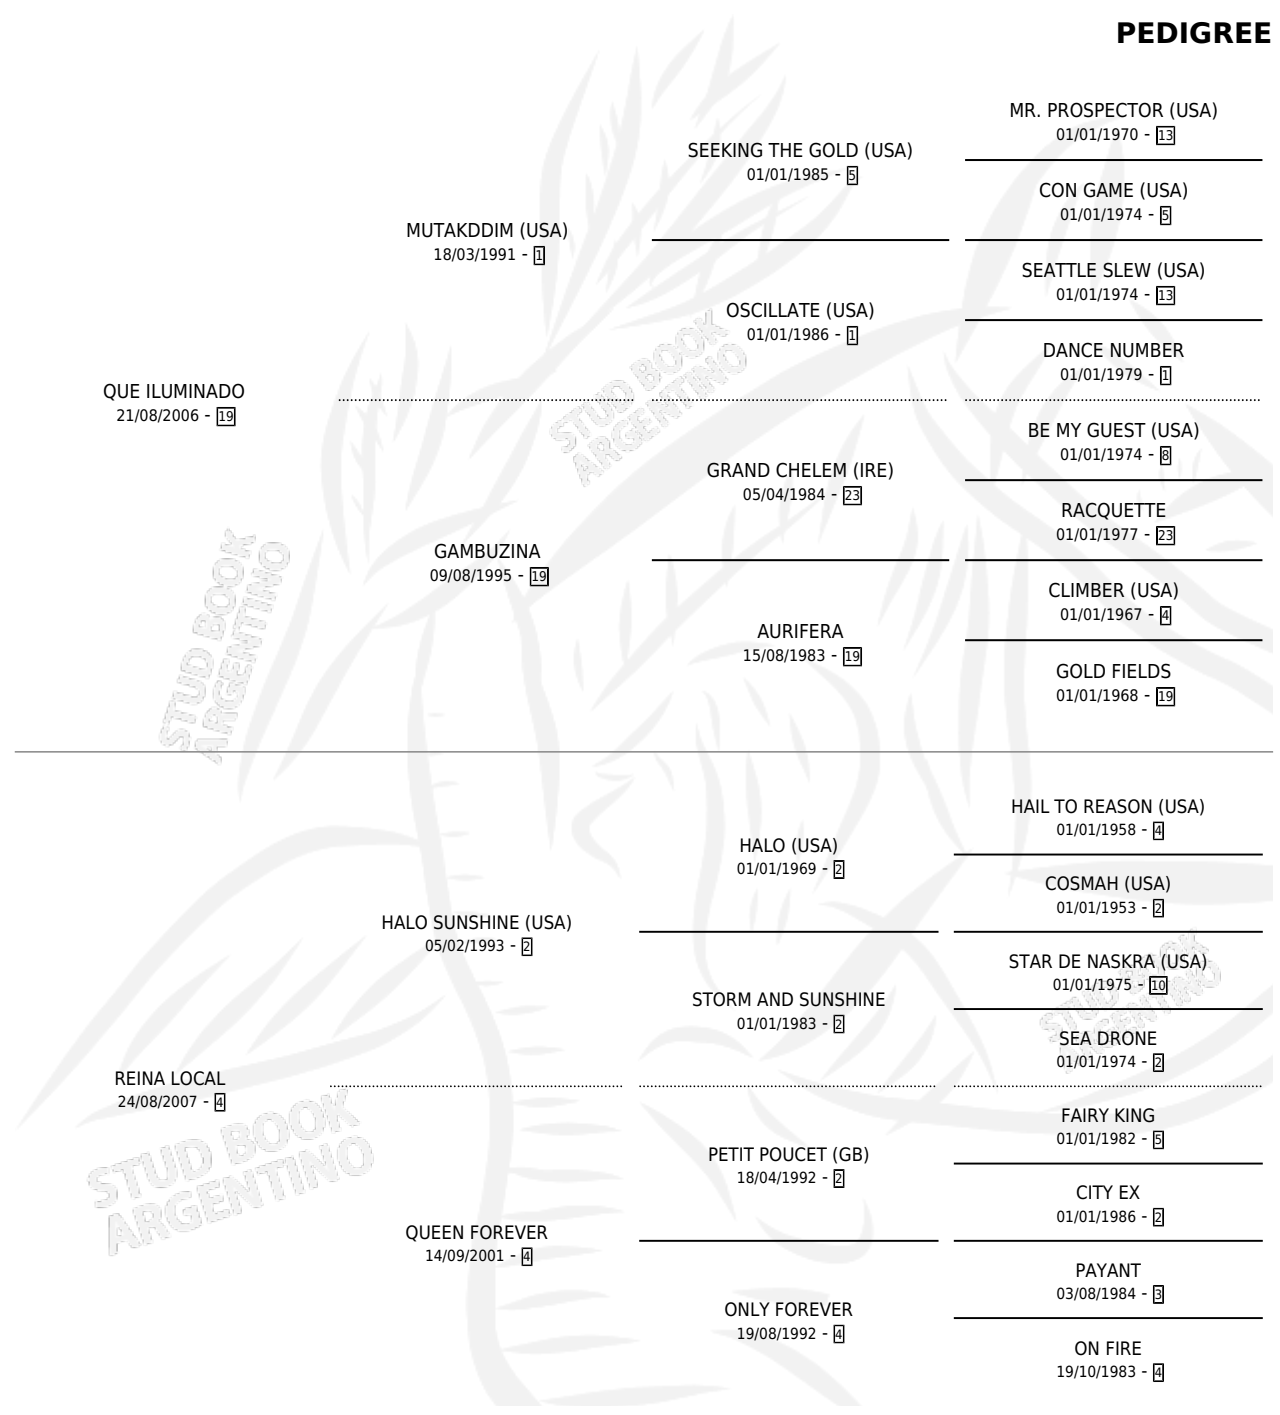 PEDIGREE
MR. PROSPECTOR (USA)
01/01/1970 - 13
SEEKING THE GOLD (USA)
01/01/1985 - 5
CON GAME (USA)
01/01/1974 - 5
MUTAKDDIM (USA)
18/03/1991 - 1
SEATTLE SLEW (USA)
01/01/1974 - 13
OSCILLATE (USA)
01/01/1986 - 1
DANCE NUMBER
01/01/1979 - 1
QUE ILUMINADO
21/08/2006 - 19
BE MY GUEST (USA)
01/01/1974 - 8
GRAND CHELEM (IRE)
05/04/1984 - 23
RACQUETTE
01/01/1977 - 23
GAMBUZINA
09/08/1995 - 19
CLIMBER (USA)
01/01/1967 - 4
AURIFERA
15/08/1983 - 19
GOLD FIELDS
01/01/1968 - 19
HAIL TO REASON (USA)
01/01/1958 - 4
HALO (USA)
01/01/1969 - 2
COSMAH (USA)
01/01/1953 - 2
HALO SUNSHINE (USA)
05/02/1993 - 2
STAR DE NASKRA (USA)
01/01/1975 - 10
STORM AND SUNSHINE
01/01/1983 - 2
SEA DRONE
01/01/1974 - 2
REINA LOCAL
24/08/2007 - 4
FAIRY KING
01/01/1982 - 5
PETIT POUCET (GB)
18/04/1992 - 2
CITY EX
01/01/1986 - 2
QUEEN FOREVER
14/09/2001 - 4
PAYANT
03/08/1984 - 3
ONLY FOREVER
19/08/1992 - 4
ON FIRE
19/10/1983 - 4
STUD BOOK
ARGENTINO
STUD BOOK
ARGENTINO
STUD BOOK
ARGENTINO
STUD BOOK
ARGENTINO